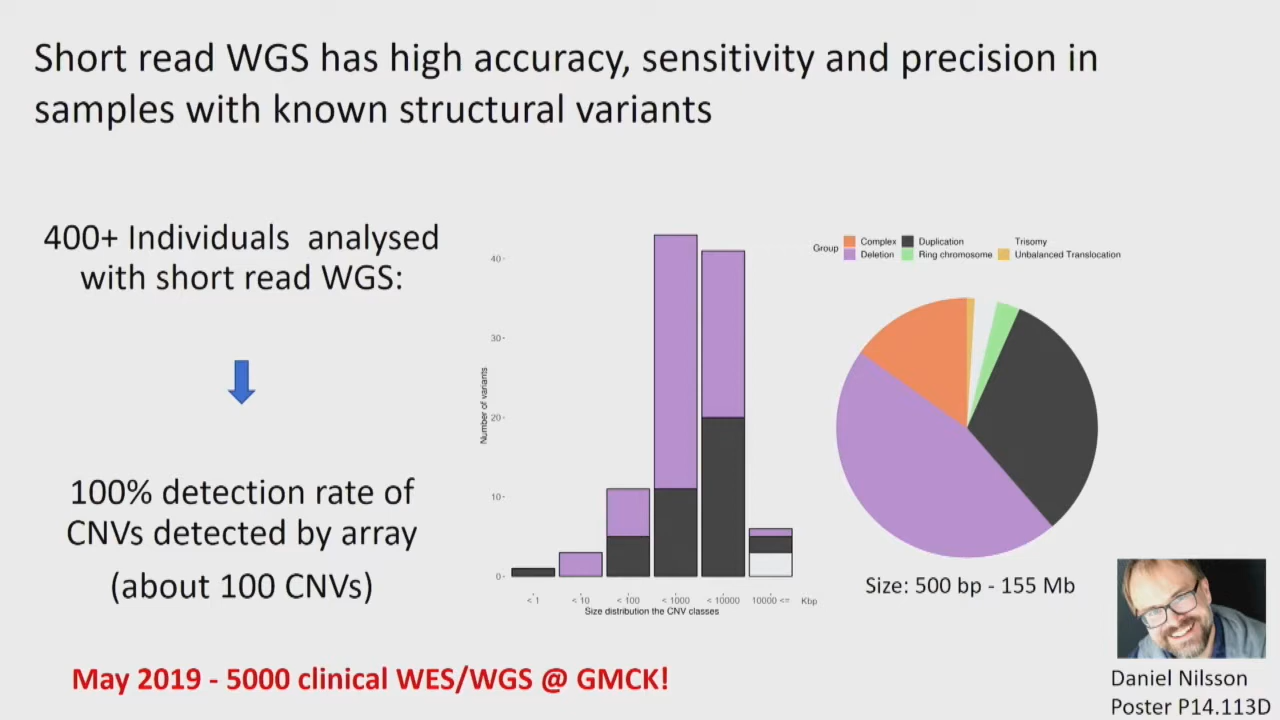 Short read WGS has high accuracy, sensitivity and precision in
samples with known structural variants
400+ Individuals analysed
with short read WGS:
100% detection rate of
CNVs detected by array
(about 100 CNVs)
May 2019 - 5000 clinical WES/WGS @ GMCK!
Number of variants
40
30
20
10
0
< 1 < 10 < 100 < 1000 < 10000 10000 <= Kbp
Size distribution the CNV classes
Group Complex Duplication Trisomy
Deletion Ring chromosome Unbalanced Translocation
Size: 500 bp - 155 Mb
Daniel Nilsson
Poster P14.113D